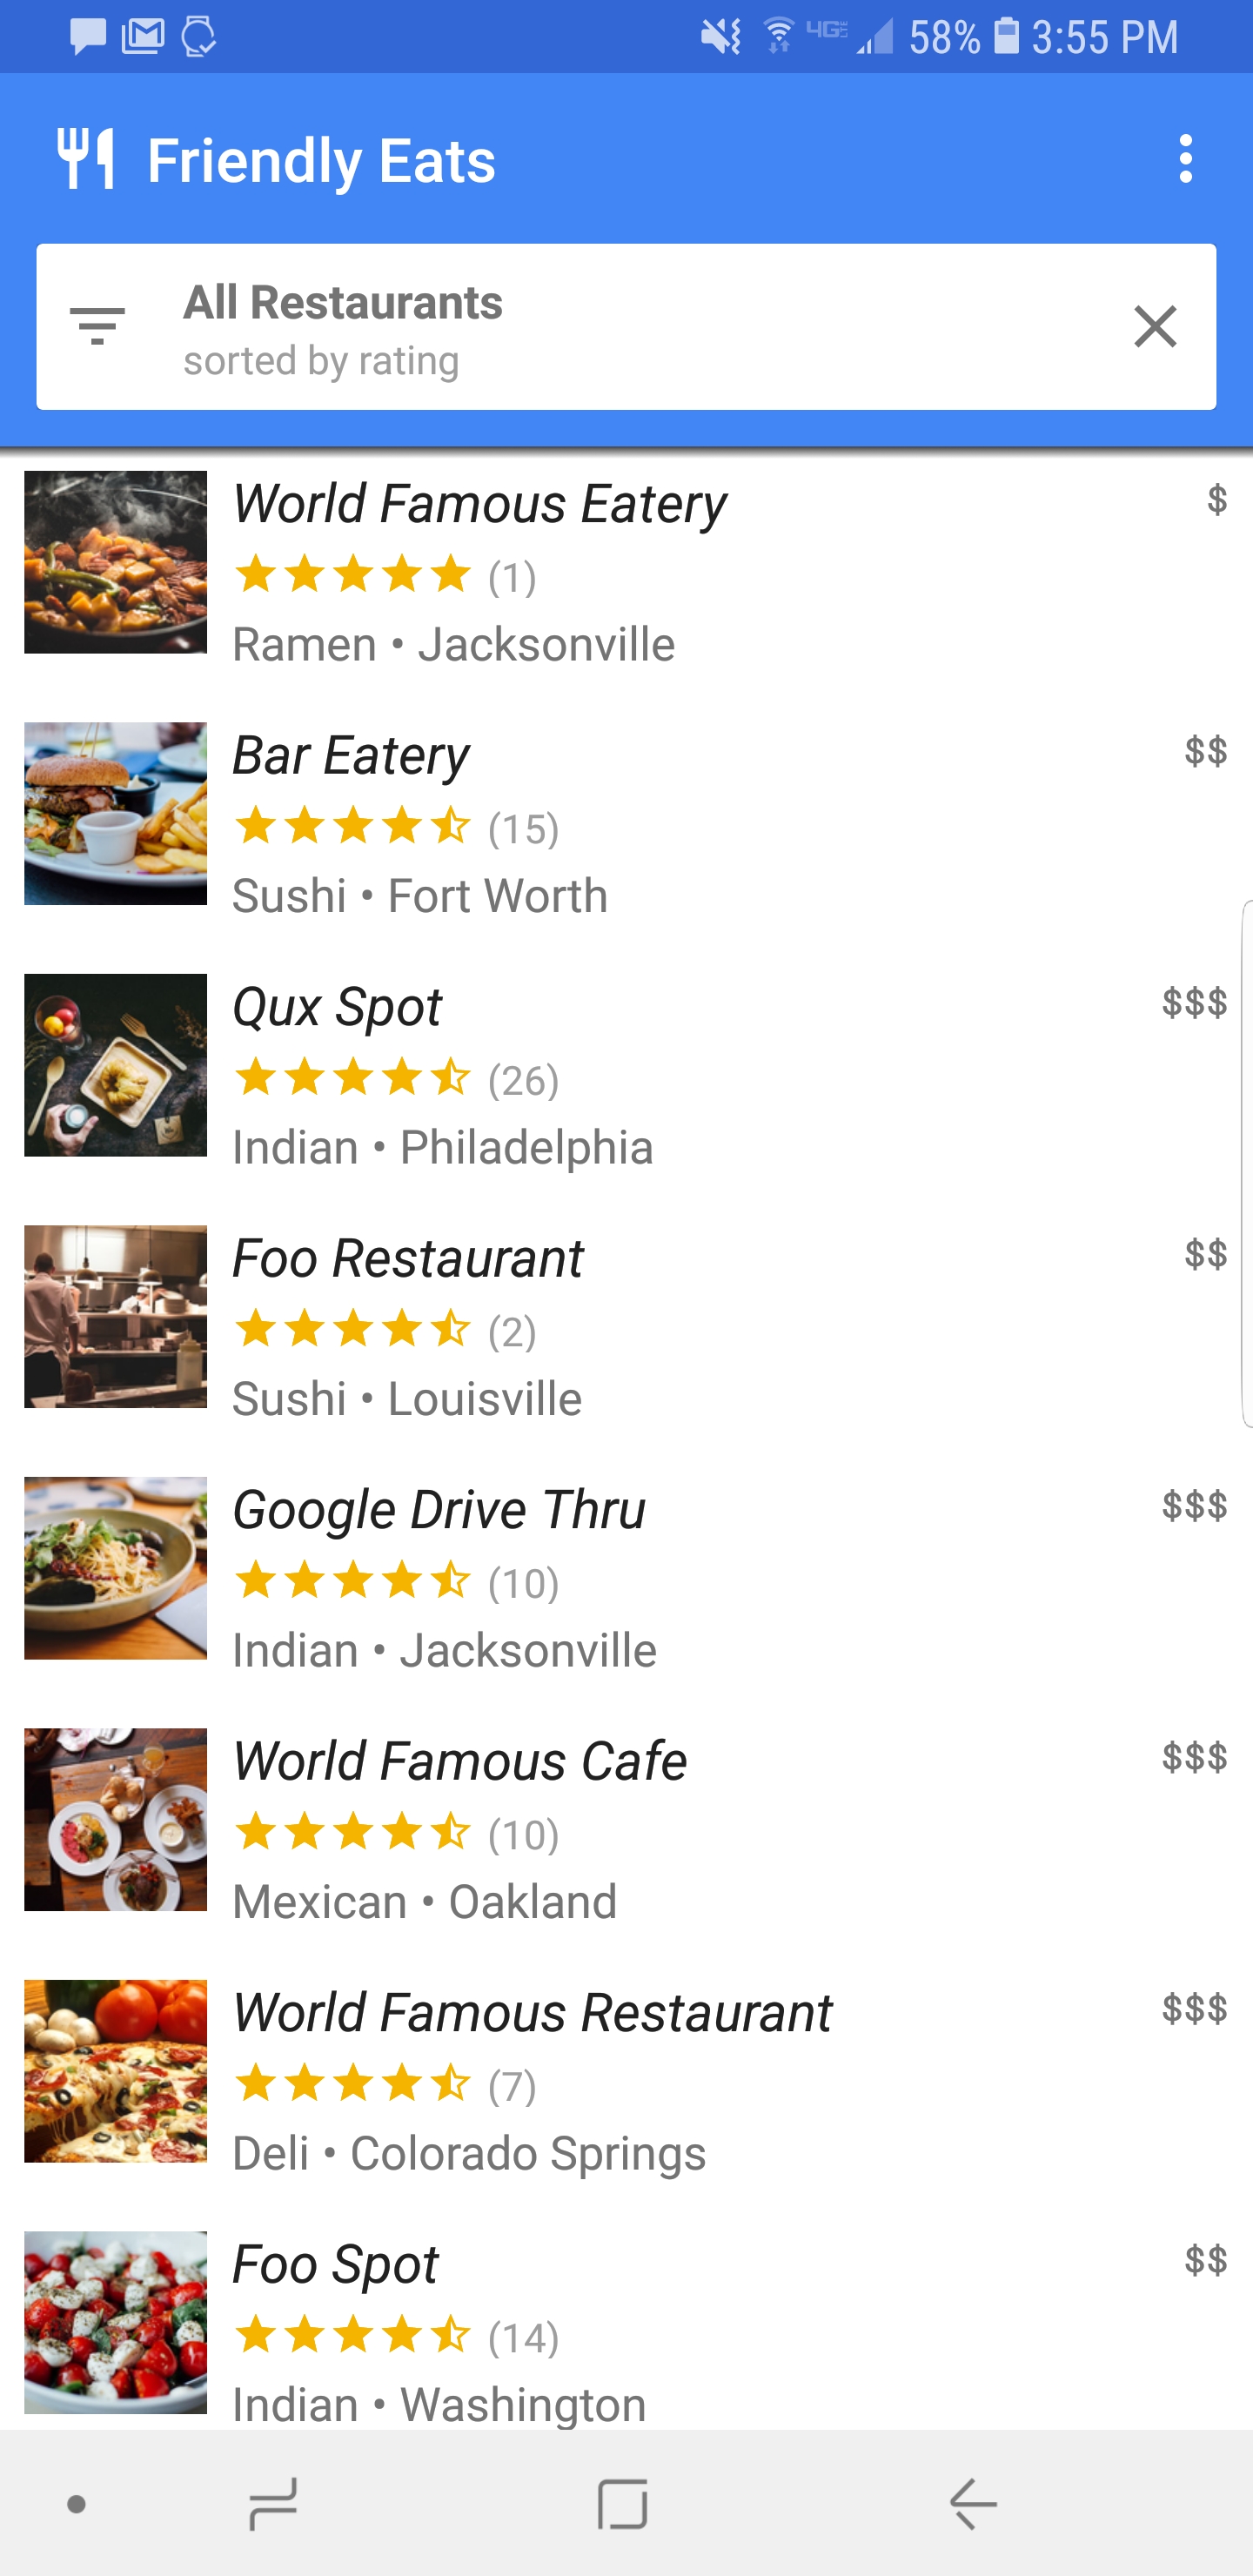 58% 3:55 PM
Friendly Eats
All Restaurants
sorted by rating
World Famous Eatery $
(1)
Ramen • Jacksonville
Bar Eatery $$
(15)
Sushi • Fort Worth
Qux Spot $$$
(26)
Indian • Philadelphia
Foo Restaurant $$
(2)
Sushi • Louisville
Google Drive Thru $$$
(10)
Indian • Jacksonville
World Famous Cafe $$$
(10)
Mexican • Oakland
World Famous Restaurant $$$
(7)
Deli • Colorado Springs
Foo Spot $$
(14)
Indian • Washington